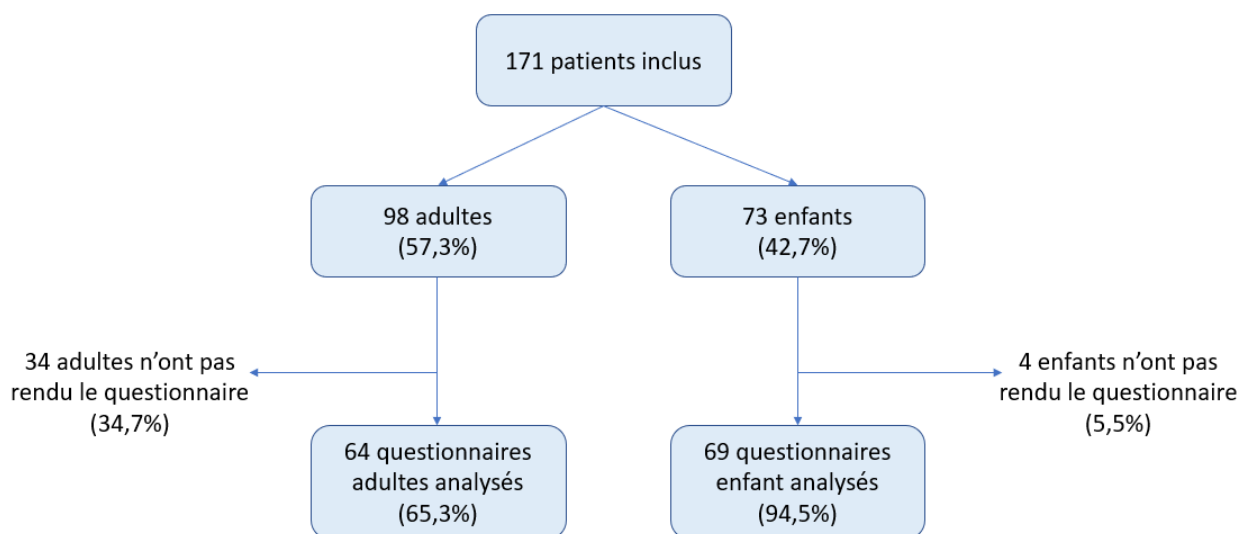 171 patients inclus
98 adultes
(57,3%)
73 enfants
(42,7%)
34 adultes n’ont pas
rendu le questionnaire
(34,7%)
4 enfants n’ont pas
rendu le questionnaire
(5,5%)
64 questionnaires
adultes analysés
(65,3%)
69 questionnaires
enfant analysés
(94,5%)